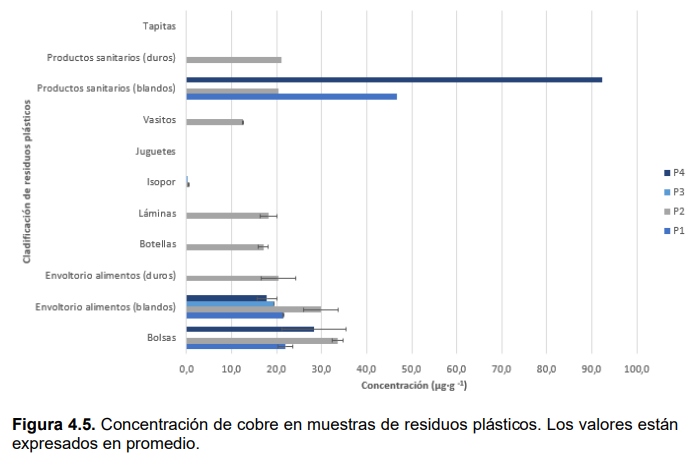 Tapitas
Productos sanitarios (duros)
Productos sanitarios (blandos)
Vasitos
Juguetes
Isopor
Láminas
Botellas
Envoltorio alimentos (duros)
Envoltorio alimentos (blandos)
Bolsas
Cladificación de residuos plásticos
0,0 10,0 20,0 30,0 40,0 50,0 60,0 70,0 80,0 90,0 100,0
Concentración (µg·g ⁻¹)
P4
P3
P2
P1
Figura 4.5. Concentración de cobre en muestras de residuos plásticos. Los valores están
expresados en promedio.